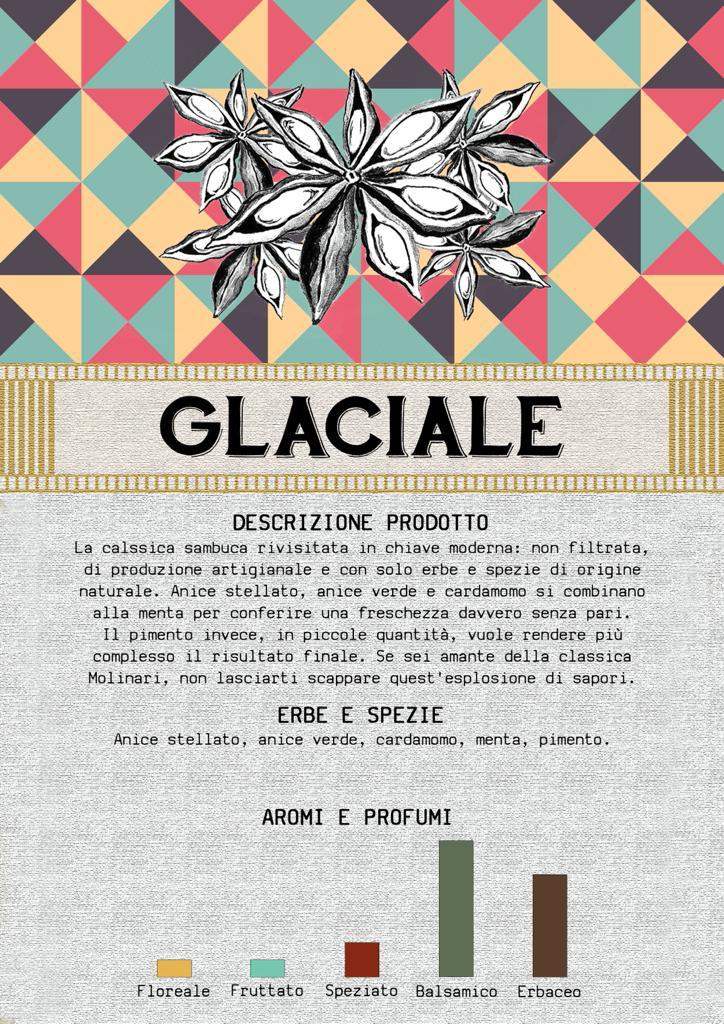 GLACIALE
DESCRIZIONE PRODOTTO
La calssica sambuca rivisitata in chiave moderna: non filtrata,
di produzione artigianale e con solo erbe e spezie di origine
naturale. Anice stellato, anice verde e cardamomo si combinano
alla menta per conferire una freschezza davvero senza pari.
Il pimento invece, in piccole quantità, vuole rendere più
complesso il risultato finale. Se sei amante della classica
Molinari, non lasciarti scappare quest'esplosione di sapori.
ERBE E SPEZIE
Anice stellato, anice verde, cardamomo, menta, pimento.
AROMI E PROFUMI
Floreale Fruttato Speziato Balsamico Erbaceo